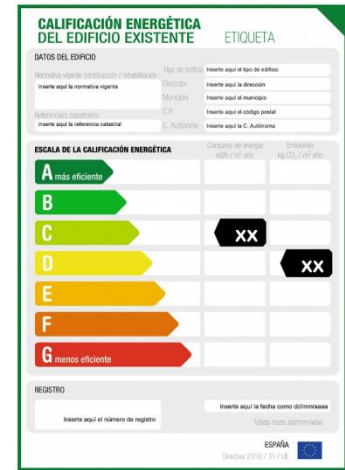 CALIFICACIÓN ENERGÉTICA
DEL EDIFICIO EXISTENTE ETIQUETA
DATOS DEL EDIFICIO
Normativa vigente construcción / rehabilitación
Inserte aquí la normativa vigente
Referencia/s catastral/es
Inserte aquí la referencia catastral
Tipo de edificio Inserte aquí el tipo de edificio
Dirección Inserte aquí la dirección
Municipio Inserte aquí el municipio
C.P. Inserte aquí el código postal
C. Autónoma Inserte aquí la C. Autónoma
ESCALA DE LA CALIFICACIÓN ENERGÉTICA
Consumo de energía
kWh / m² año
Emisiones
kg CO₂ / m² año
A más eficiente
B
C XX
D XX
E
F
G menos eficiente
REGISTRO
Inserte aquí el número de registro
Inserte aquí la fecha como dd/mm/aaaa
Válido hasta dd/mm/aaaa
ESPAÑA
Directiva 2010 / 31 / UE